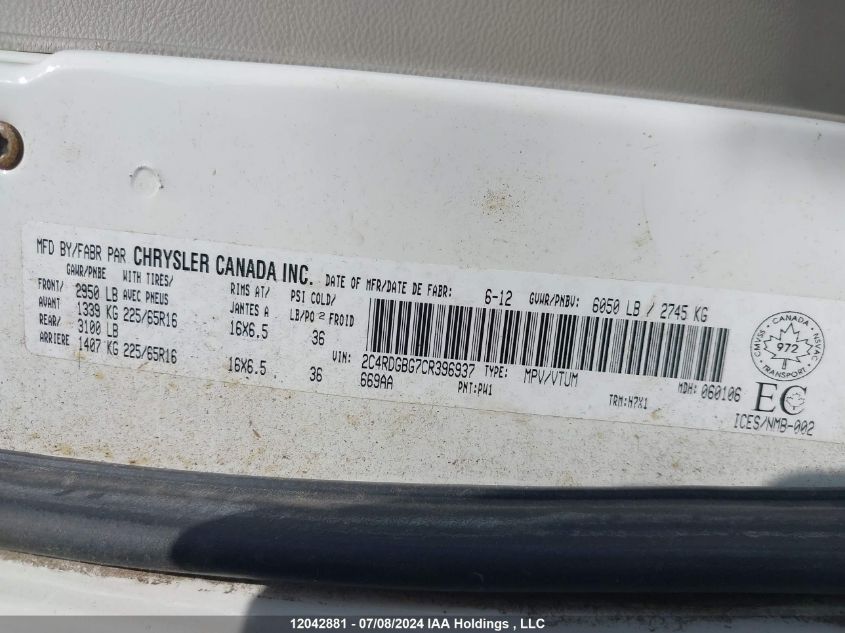 MFD BY/FABR PAR CHRYSLER CANADA INC. DATE OF MFR/DATE DE FABR: 6-12 GVWR/PNBV: 6050 LB / 2745 KG
GAWR/PNBE WITH TIRES/ RIMS AT/ PSI COLD/
FRONT/ 2950 LB AVEC PNEUS JANTES A LB/PO² FROID
AVANT 1339 KG 225/65R16 16X6.5 36
REAR/ 3100 LB
ARRIERE 1407 KG 225/65R16 16X6.5 36
VIN: 2C4RDGBG7CR396937 TYPE: MPV/VTUM MDH: 060106
669AA PNT:PW1 TRM:H7X1
CANADA
CMVSS NSVAC
972
TRANSPORT
EC
ICES/NMB-002
12042881 - 07/08/2024 IAA Holdings , LLC